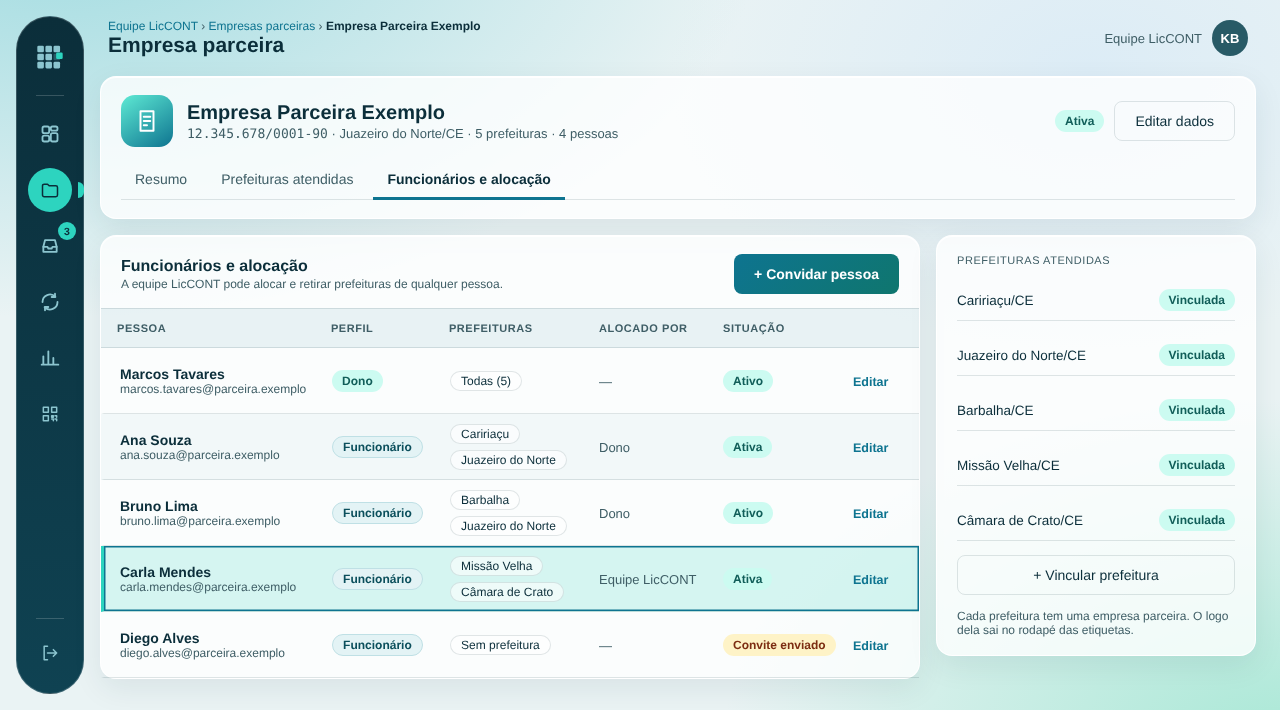 Equipe LicCONT › Empresas parceiras › Empresa Parceira Exemplo
Empresa parceira
Equipe LicCONT
KB
Empresa Parceira Exemplo
12.345.678/0001-90 · Juazeiro do Norte/CE · 5 prefeituras · 4 pessoas
Ativa
Editar dados
Resumo
Prefeituras atendidas
Funcionários e alocação
3
Funcionários e alocação
A equipe LicCONT pode alocar e retirar prefeituras de qualquer pessoa.
+ Convidar pessoa
PESSOA PERFIL PREFEITURAS ALOCADO POR SITUAÇÃO
Marcos Tavares
marcos.tavares@parceira.exemplo
Dono
Todas (5)
—
Ativo
Editar
Ana Souza
ana.souza@parceira.exemplo
Funcionário
Caririaçu
Juazeiro do Norte
Dono
Ativa
Editar
Bruno Lima
bruno.lima@parceira.exemplo
Funcionário
Barbalha
Juazeiro do Norte
Dono
Ativo
Editar
Carla Mendes
carla.mendes@parceira.exemplo
Funcionário
Missão Velha
Câmara de Crato
Equipe LicCONT
Ativa
Editar
Diego Alves
diego.alves@parceira.exemplo
Funcionário
Sem prefeitura
—
Convite enviado
Editar
PREFEITURAS ATENDIDAS
Caririaçu/CE Vinculada
Juazeiro do Norte/CE Vinculada
Barbalha/CE Vinculada
Missão Velha/CE Vinculada
Câmara de Crato/CE Vinculada
+ Vincular prefeitura
Cada prefeitura tem uma empresa parceira. O logo
dela sai no rodapé das etiquetas.